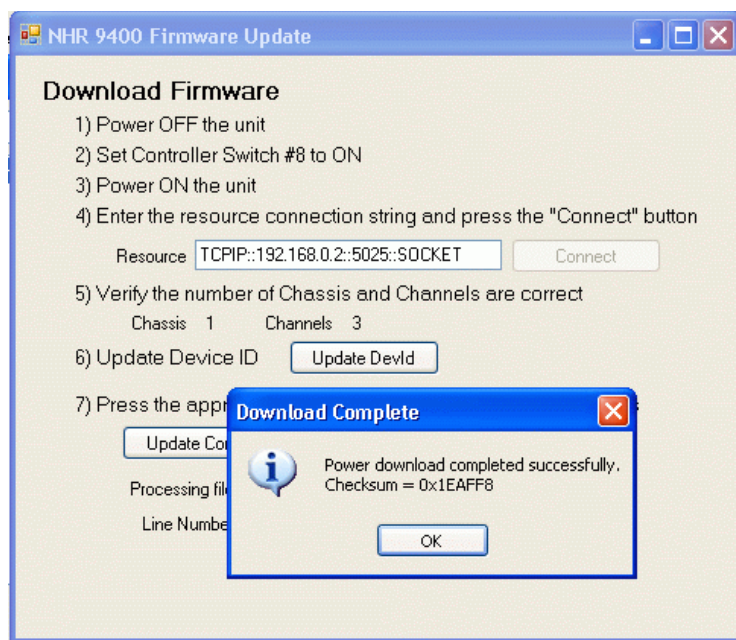 NHR 9400 Firmware Update
Download Firmware
1) Power OFF the unit
2) Set Controller Switch #8 to ON
3) Power ON the unit
4) Enter the resource connection string and press the "Connect" button
Resource TCPIP::192.168.0.2::5025::SOCKET Connect
5) Verify the number of Chassis and Channels are correct
Chassis 1 Channels 3
6) Update Device ID Update DevId
7) Press the
Download Complete
Update
Power download completed successfully.
Checksum = 0x1EAFF8
Processing
Line
OK